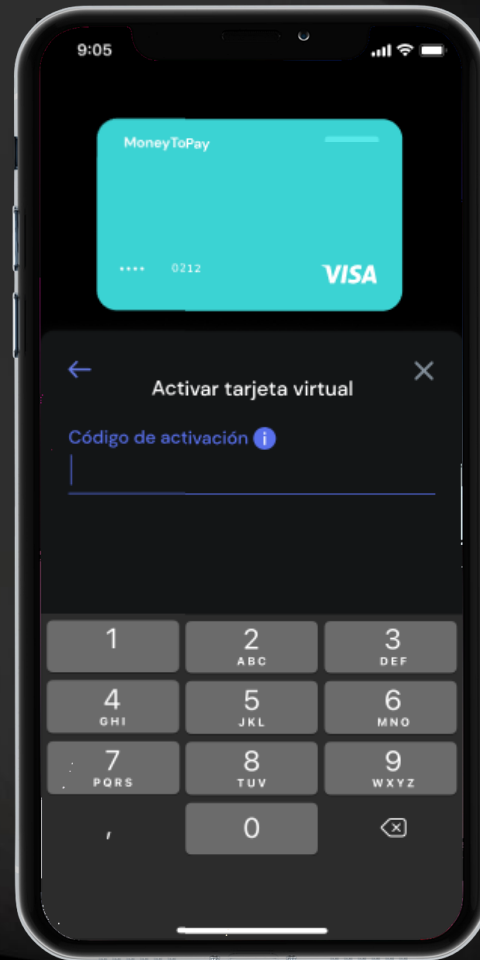 9:05
MoneyToPay
•••• 0212
VISA
Activar tarjeta virtual
Código de activación i
1 2 3
ABC DEF
4 5 6
GHI JKL MNO
7 8 9
PQRS TUV WXYZ
, 0